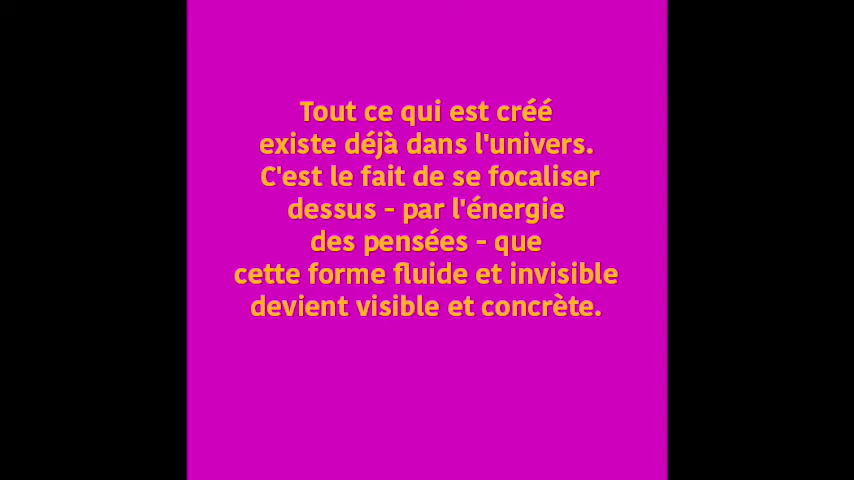 Tout ce qui est créé
existe déjà dans l'univers.
C'est le fait de se focaliser
dessus - par l'énergie
des pensées - que
cette forme fluide et invisible
devient visible et concrète.